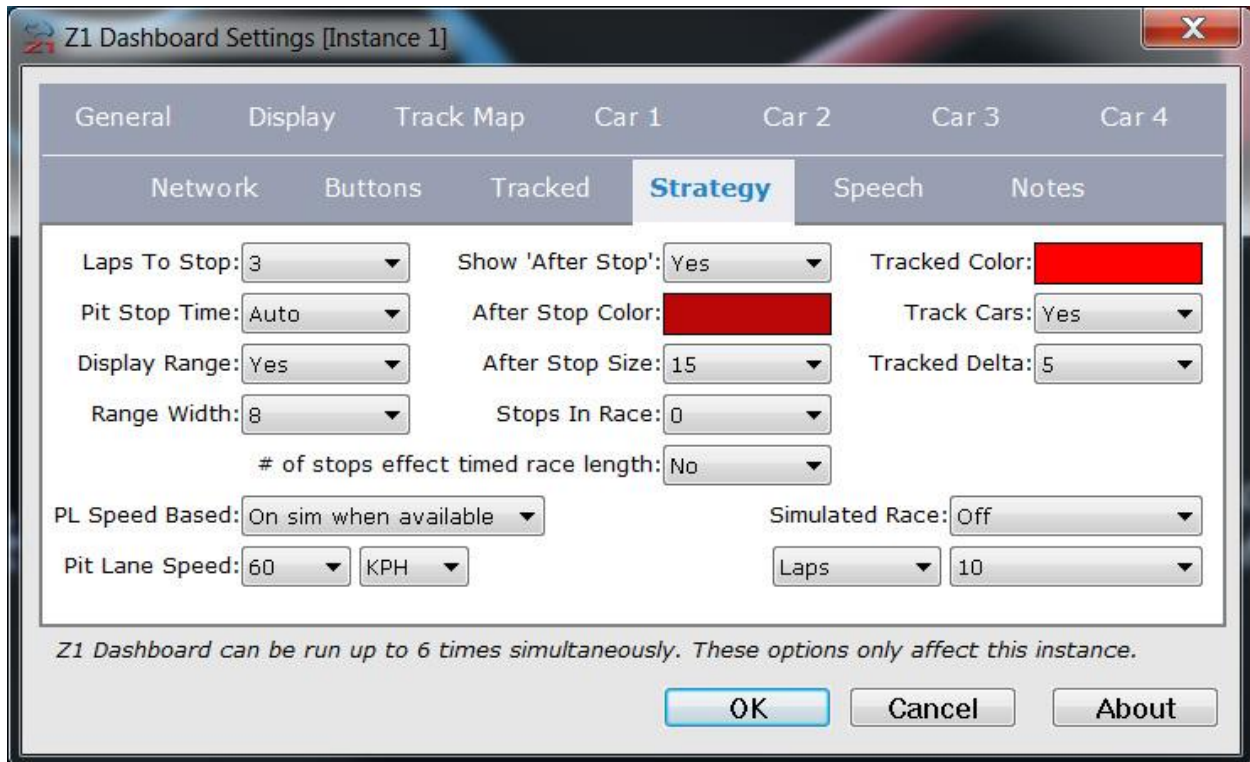 Z1 Z1 Dashboard Settings [Instance 1] X
General Display Track Map Car 1 Car 2 Car 3 Car 4
Network Buttons Tracked Strategy Speech Notes
Laps To Stop: 3 Show 'After Stop': Yes Tracked Color:
Pit Stop Time: Auto After Stop Color: Track Cars: Yes
Display Range: Yes After Stop Size: 15 Tracked Delta: 5
Range Width: 8 Stops In Race: 0
# of stops effect timed race length: No
PL Speed Based: On sim when available Simulated Race: Off
Pit Lane Speed: 60 KPH Laps 10
Z1 Dashboard can be run up to 6 times simultaneously. These options only affect this instance.
OK Cancel About